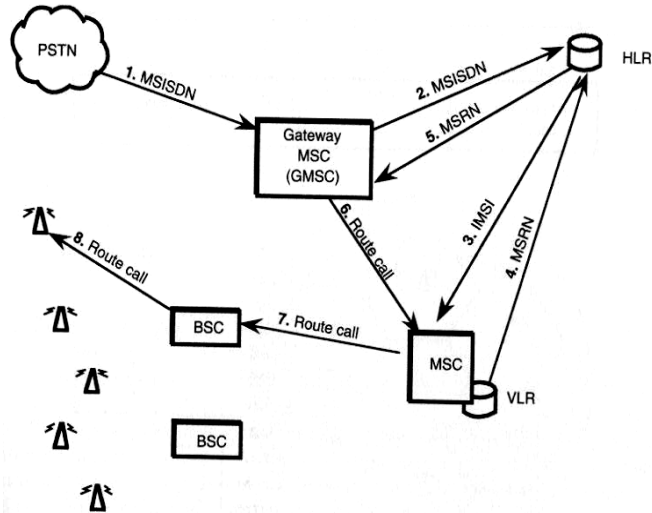 PSTN
1. MSISDN
2. MSISDN
HLR
5. MSRN
Gateway
MSC
(GMSC)
3. IMSI
4. MSRN
6. Route call
8. Route call
BSC
7. Route call
MSC
VLR
BSC